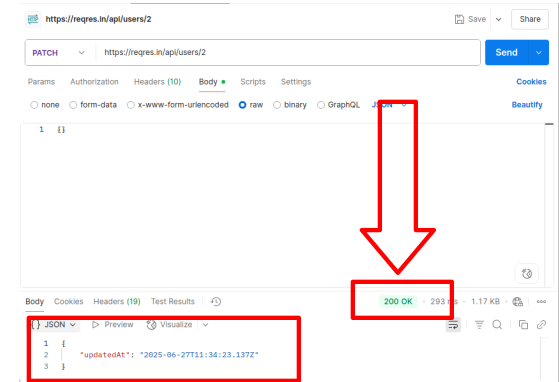 https://reqres.in/api/users/2 Save Share
PATCH https://reqres.in/api/users/2 Send
Params Authorization Headers (10) Body Scripts Settings Cookies
none form-data x-www-form-urlencoded raw binary GraphQL JSON Beautify
1 {}
Body Cookies Headers (19) Test Results 200 OK 293 1.17 KB
{} JSON Preview Visualize
1 {
2 "updatedAt": "2025-06-27T11:34:23.137Z"
3 }